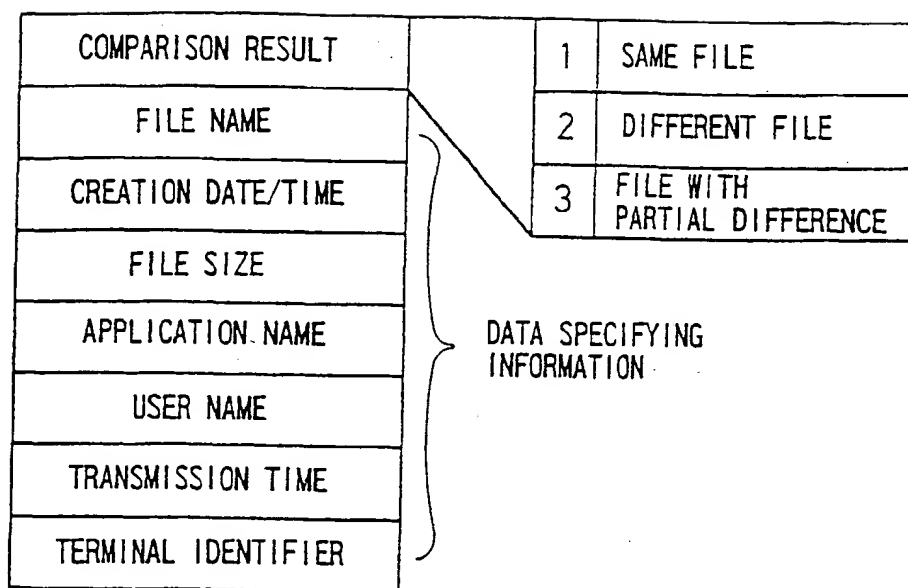 COMPARISON RESULT
FILE NAME
CREATION DATE/TIME
FILE SIZE
APPLICATION NAME
USER NAME
TRANSMISSION TIME
TERMINAL IDENTIFIER
1 SAME FILE
2 DIFFERENT FILE
3 FILE WITH
PARTIAL DIFFERENCE
DATA SPECIFYING
INFORMATION